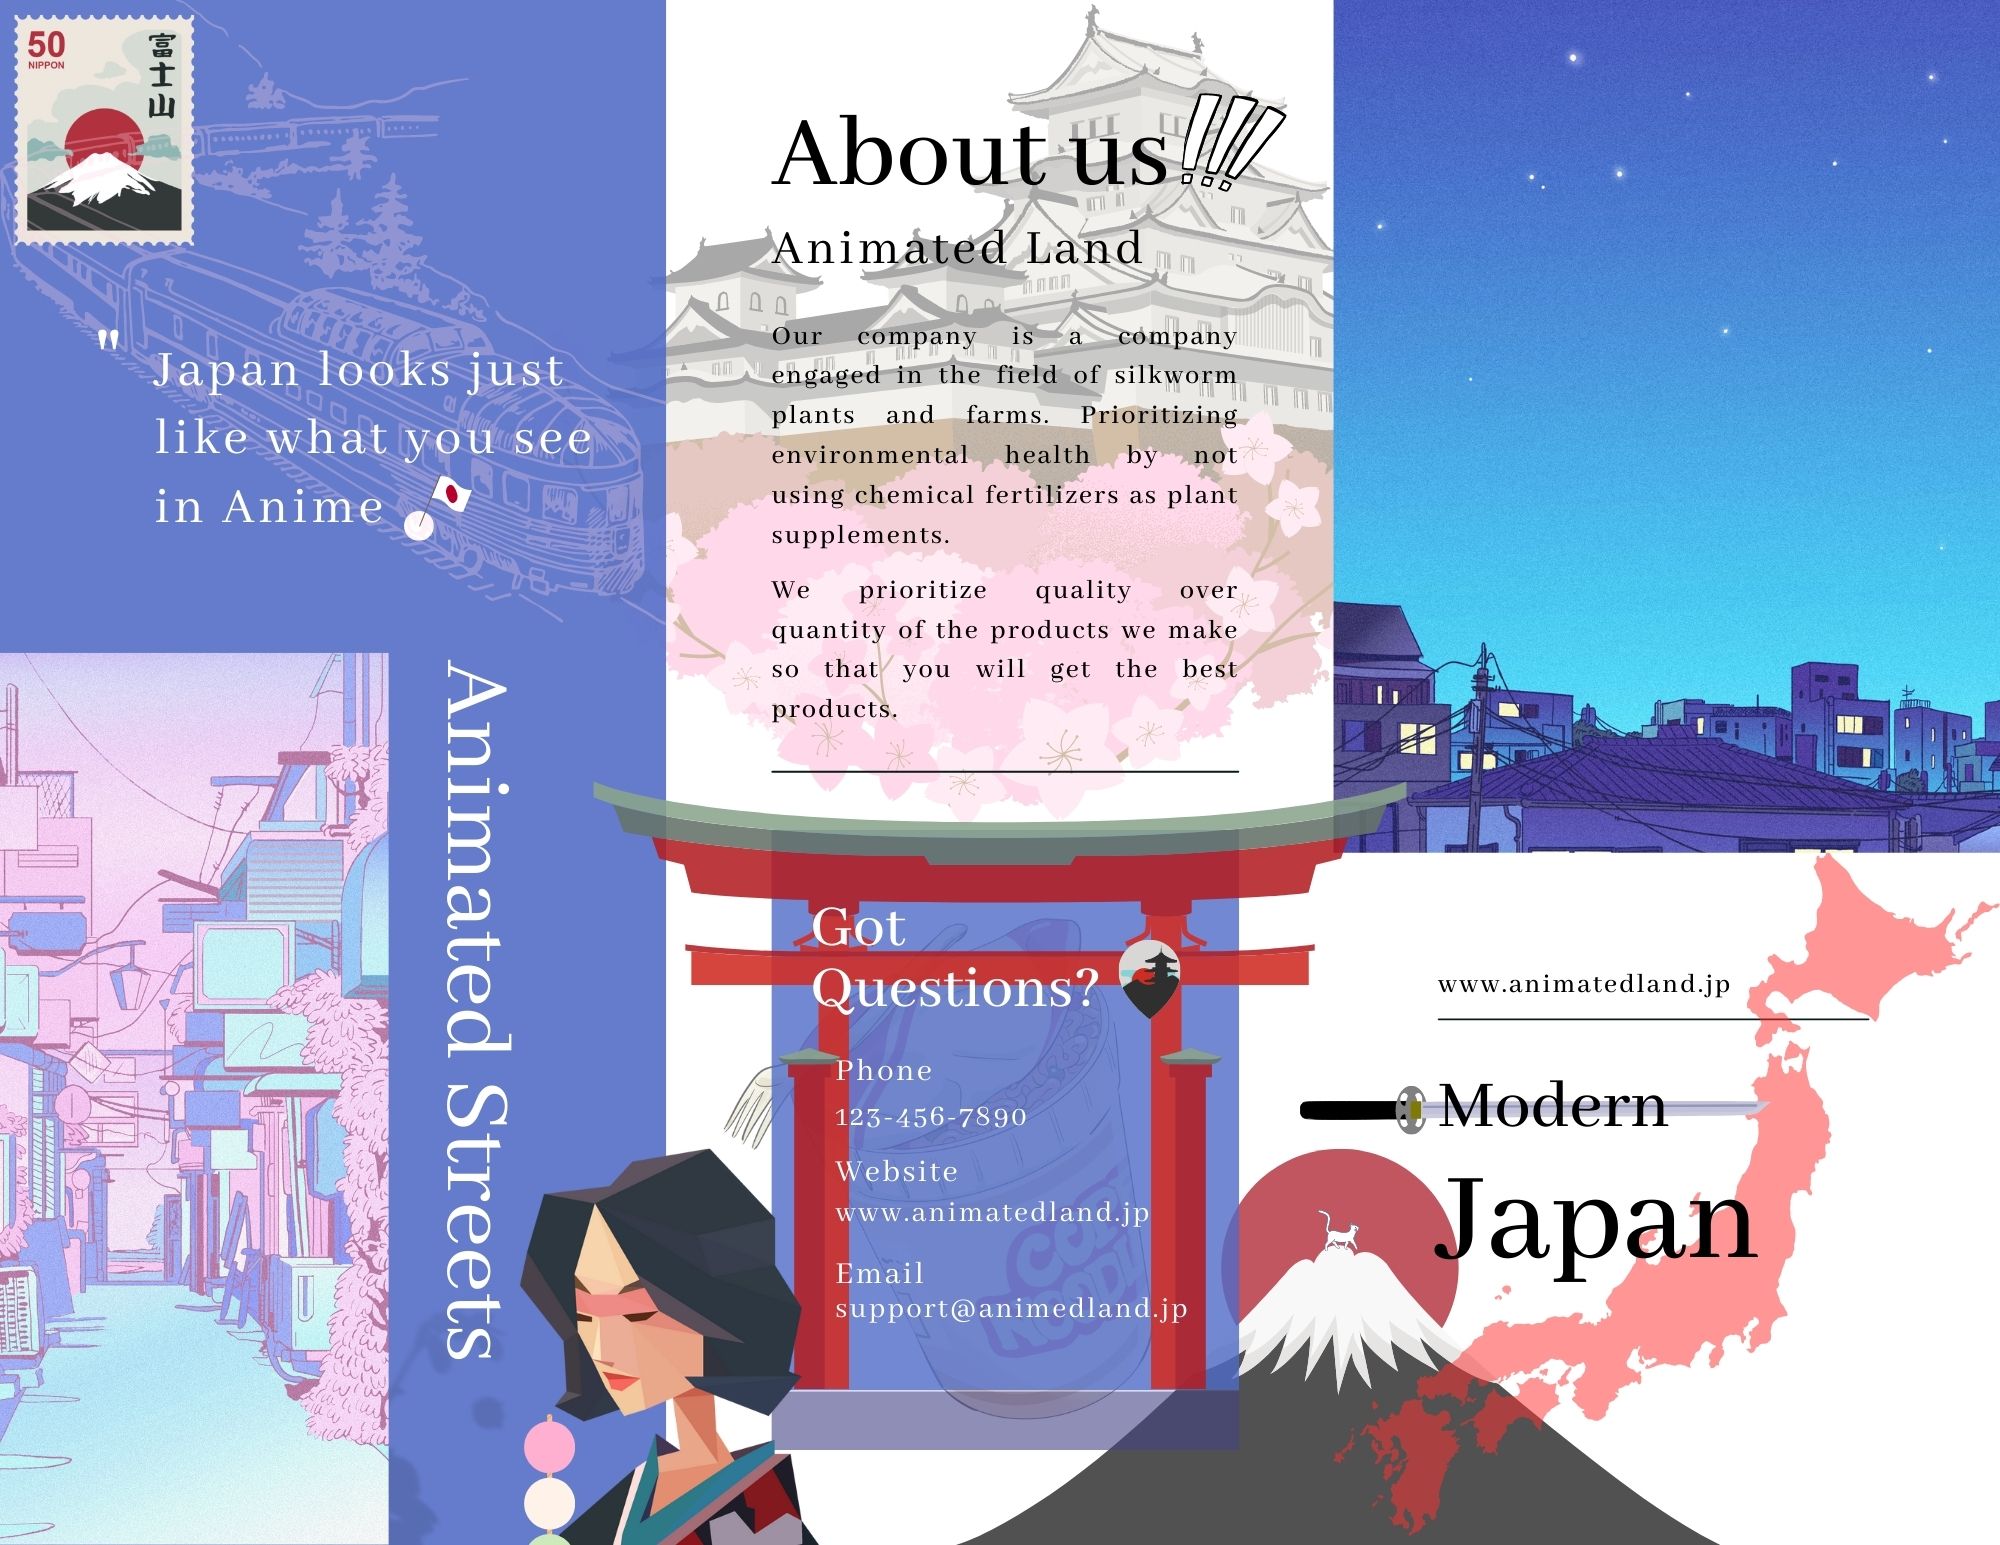 50
NIPPON
富士山
"
Japan looks just
like what you see
in Anime
Animated Streets
About us!!!
Animated Land
Our company is a company
engaged in the field of silkworm
plants and farms. Prioritizing
environmental health by not
using chemical fertilizers as plant
supplements.
We prioritize quality over
quantity of the products we make
so that you will get the best
products.
Got
Questions?
Phone
123-456-7890
Website
www.animatedland.jp
Email
support@animedland.jp
www.animatedland.jp
Modern
Japan